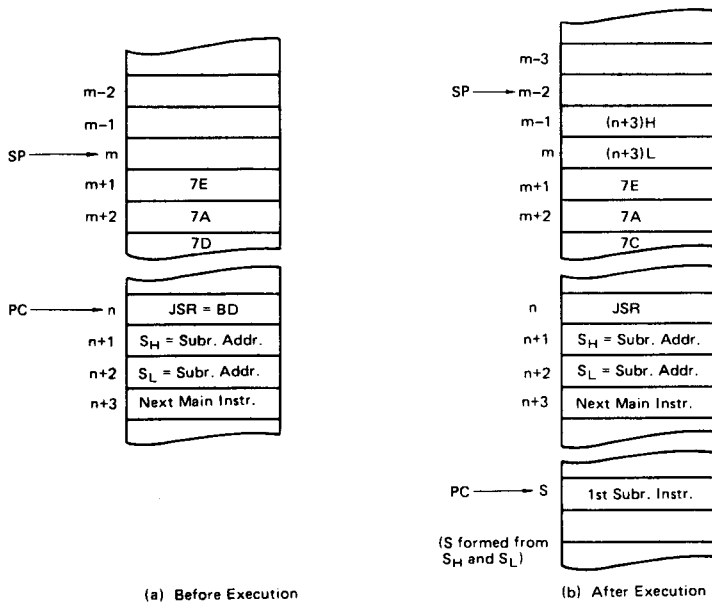 m-2
m-1
SP m
m+1 7E
m+2 7A
7D
PC n JSR = BD
n+1 SH = Subr. Addr.
n+2 SL = Subr. Addr.
n+3 Next Main Instr.
(a) Before Execution
m-3
SP m-2
m-1 (n+3)H
m (n+3)L
m+1 7E
m+2 7A
7C
n JSR
n+1 SH = Subr. Addr.
n+2 SL = Subr. Addr.
n+3 Next Main Instr.
PC S 1st Subr. Instr.
(S formed from
SH and SL)
(b) After Execution